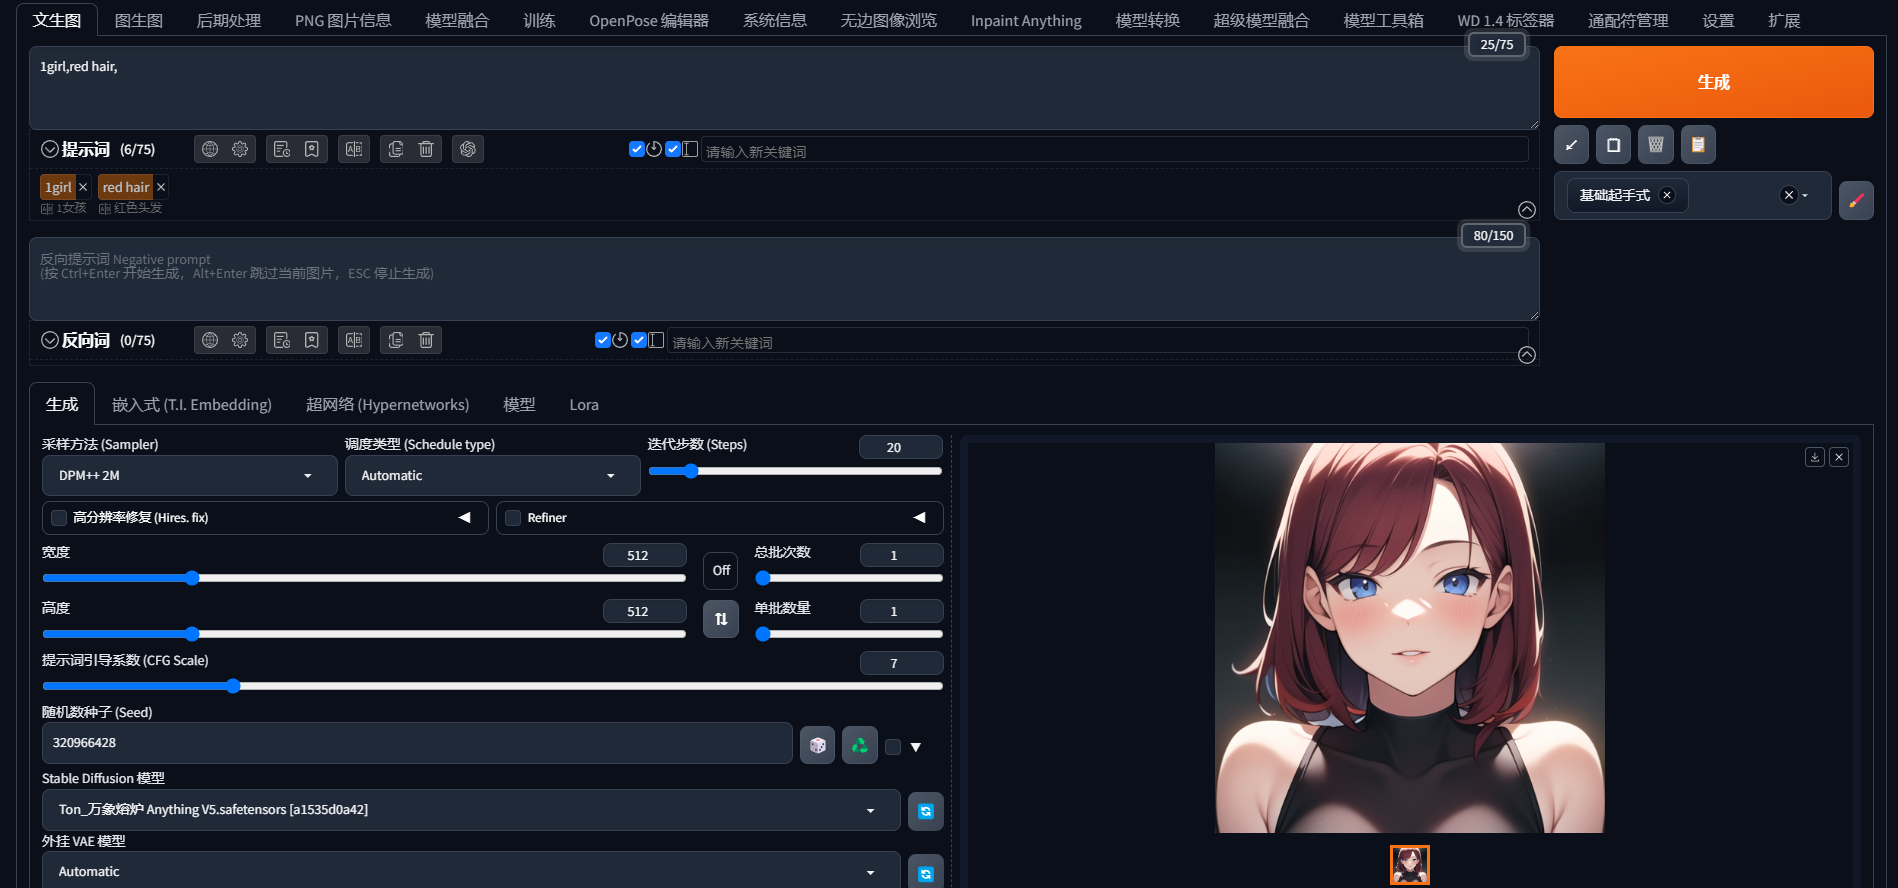 文生图 图生图 后期处理 PNG 图片信息 模型融合 训练 OpenPose 编辑器 系统信息 无边图像浏览 Inpaint Anything 模型转换 超级模型融合 模型工具箱 WD 1.4 标签器 通配符管理 设置 扩展
25/75
1girl,red hair,
生成
提示词 (6/75) 请输入新关键词
1girl × red hair ×
1女孩 红色头发
基础起手式
80/150
反向提示词 Negative prompt
(按 Ctrl+Enter 开始生成，Alt+Enter 跳过当前图片，ESC 停止生成)
反向词 (0/75) 请输入新关键词
生成 嵌入式 (T.I. Embedding) 超网络 (Hypernetworks) 模型 Lora
采样方法 (Sampler) 调度类型 (Schedule type) 迭代步数 (Steps) 20
DPM++ 2M Automatic
高分辨率修复 (Hires. fix) Refiner
宽度 512 总批次数 1
Off
高度 512 单批数量 1
提示词引导系数 (CFG Scale) 7
随机数种子 (Seed)
320966428
Stable Diffusion 模型
Ton_万象熔炉 Anything V5.safetensors [a1535d0a42]
外挂 VAE 模型
Automatic